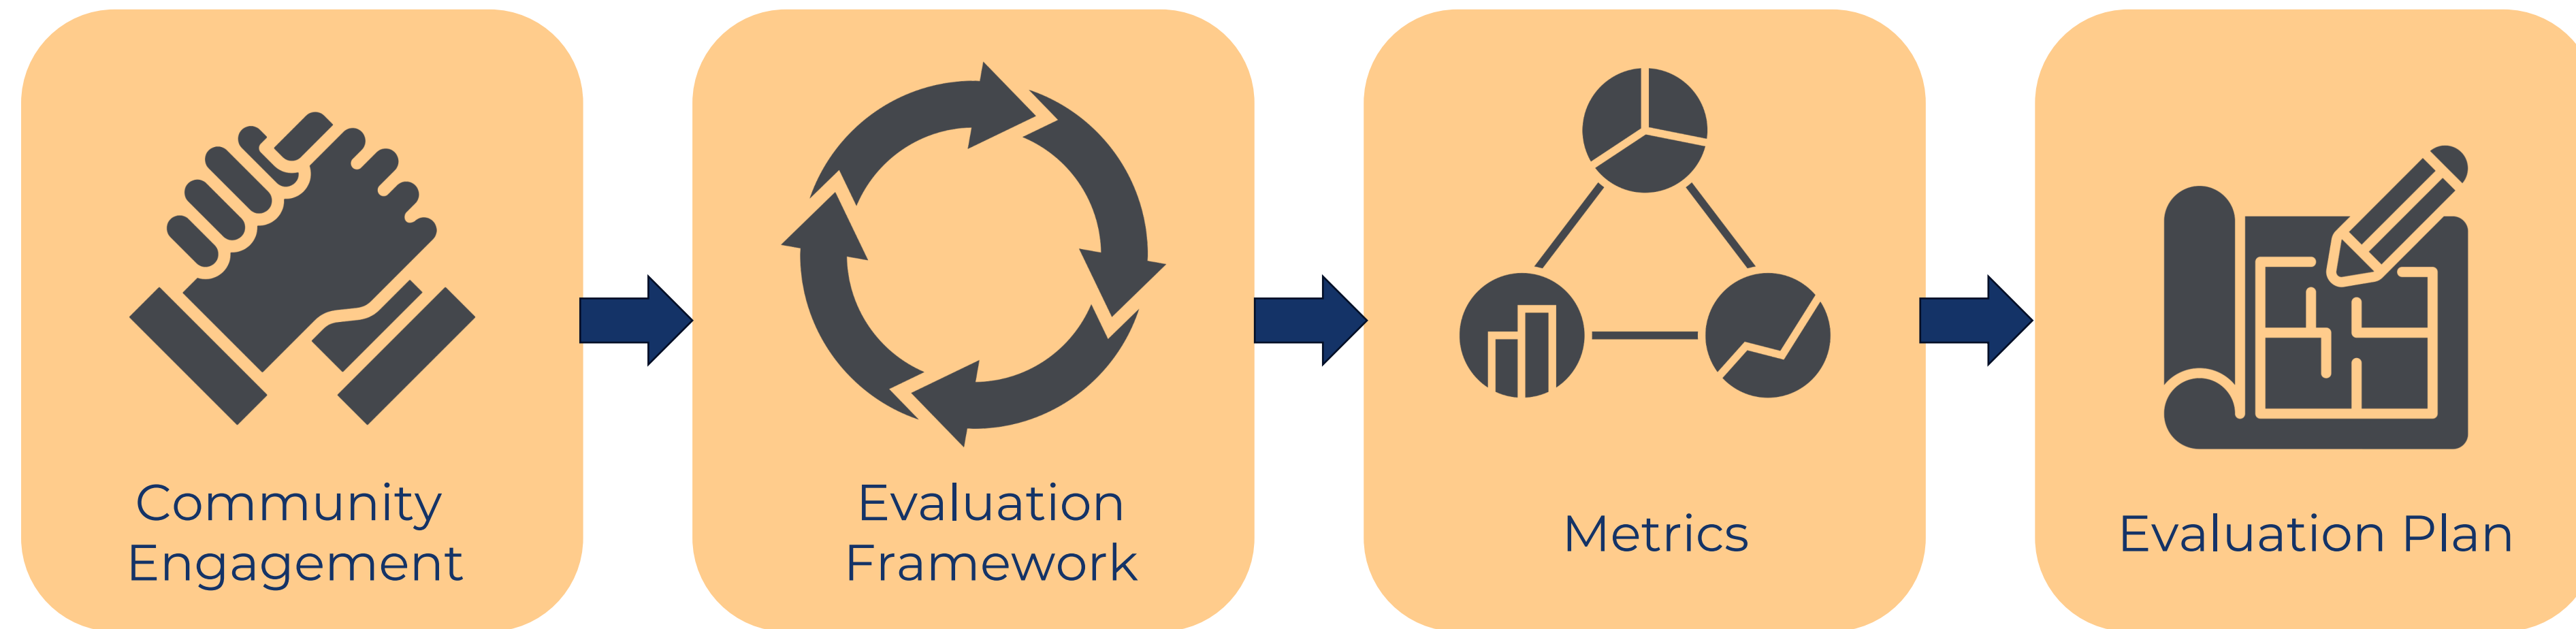 Community
Engagement
Evaluation
Framework
Metrics
Evaluation Plan